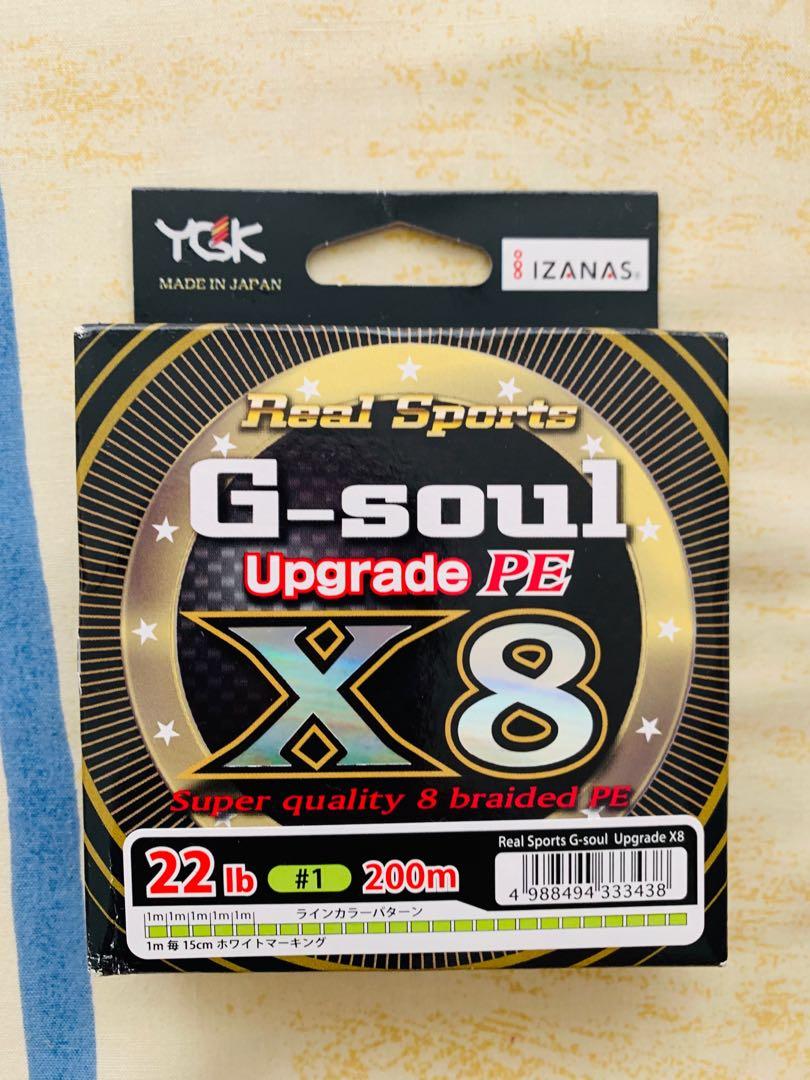 YGK
MADE IN JAPAN
IZANAS®
Real Sports
G-soul
Upgrade PE
X8
Super quality 8 braided PE
Real Sports G-soul Upgrade X8
22 lb #1 200m
4 988494 333438
1m 1m 1m 1m 1m ラインカラーパターン
1m 毎 15cm ホワイトマーキング